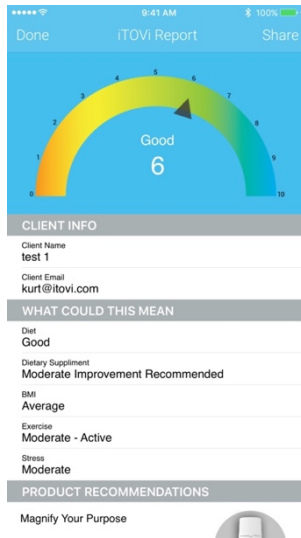 9:41 AM
100%
Done
iTOVi Report
Share
0
1
2
3
4
5
6
7
8
9
10
Good
6
CLIENT INFO
Client Name
test 1
Client Email
kurt@itovi.com
WHAT COULD THIS MEAN
Diet
Good
Dietary Suppliment
Moderate Improvement Recommended
BMI
Average
Exercise
Moderate - Active
Stress
Moderate
PRODUCT RECOMMENDATIONS
Magnify Your Purpose